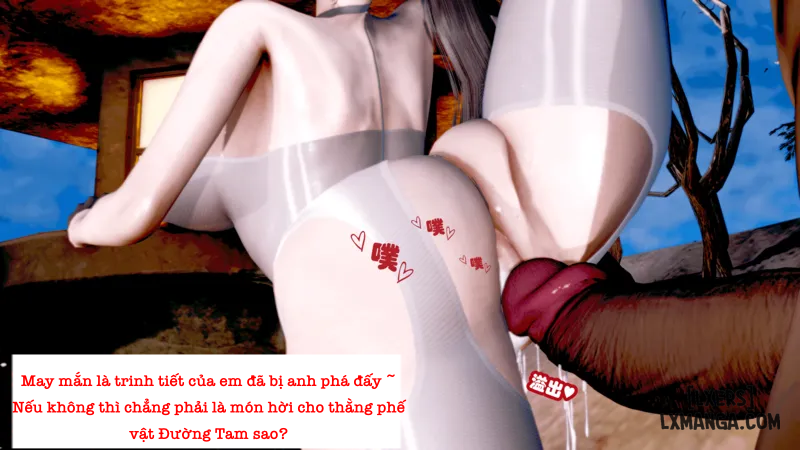 噗
噗
噗
溢出♥
May mắn là trinh tiết của em đã bị anh phá đấy ~
Nếu không thì chẳng phải là món hời cho thằng phế
vật Đường Tam sao?
LXMANGA.COM